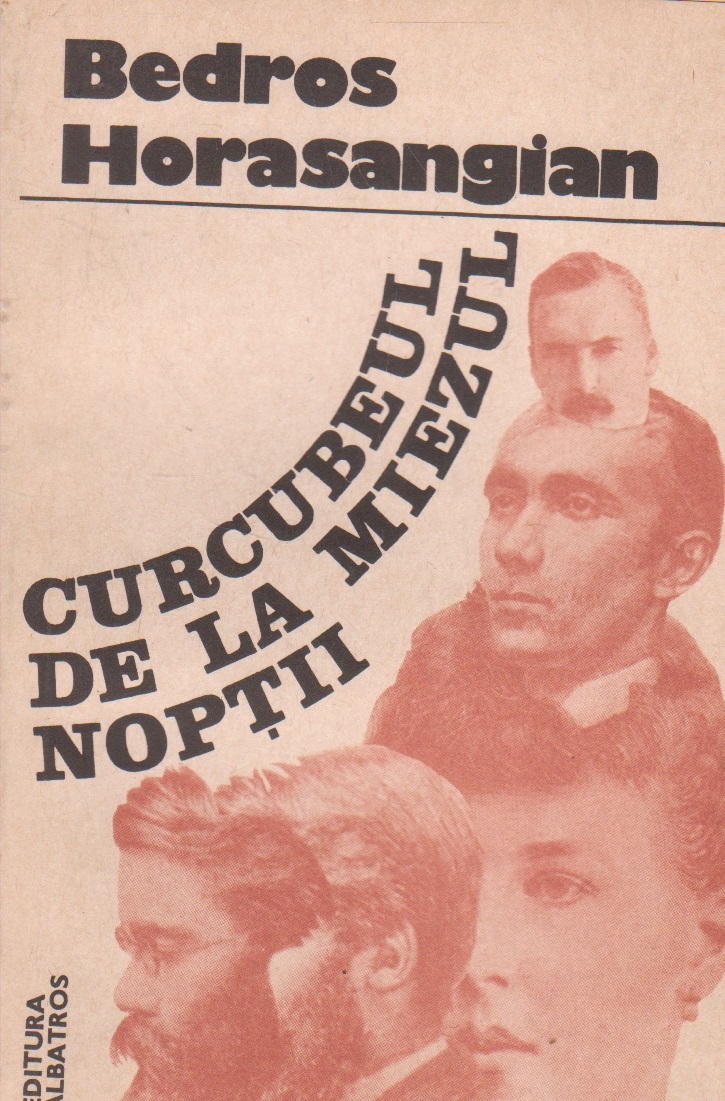 Bedros
Horasangian
CURCUBEUL
DE LA MIEZUL
NOPȚII
EDITURA
ALBATROS